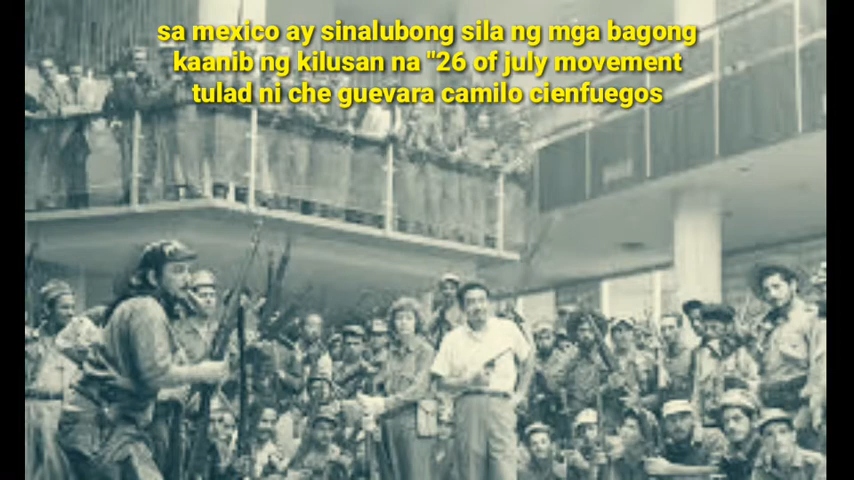 sa mexico ay sinalubong sila ng mga bagong
kaanib ng kilusan na "26 of july movement
tulad ni che guevara camilo cienfuegos